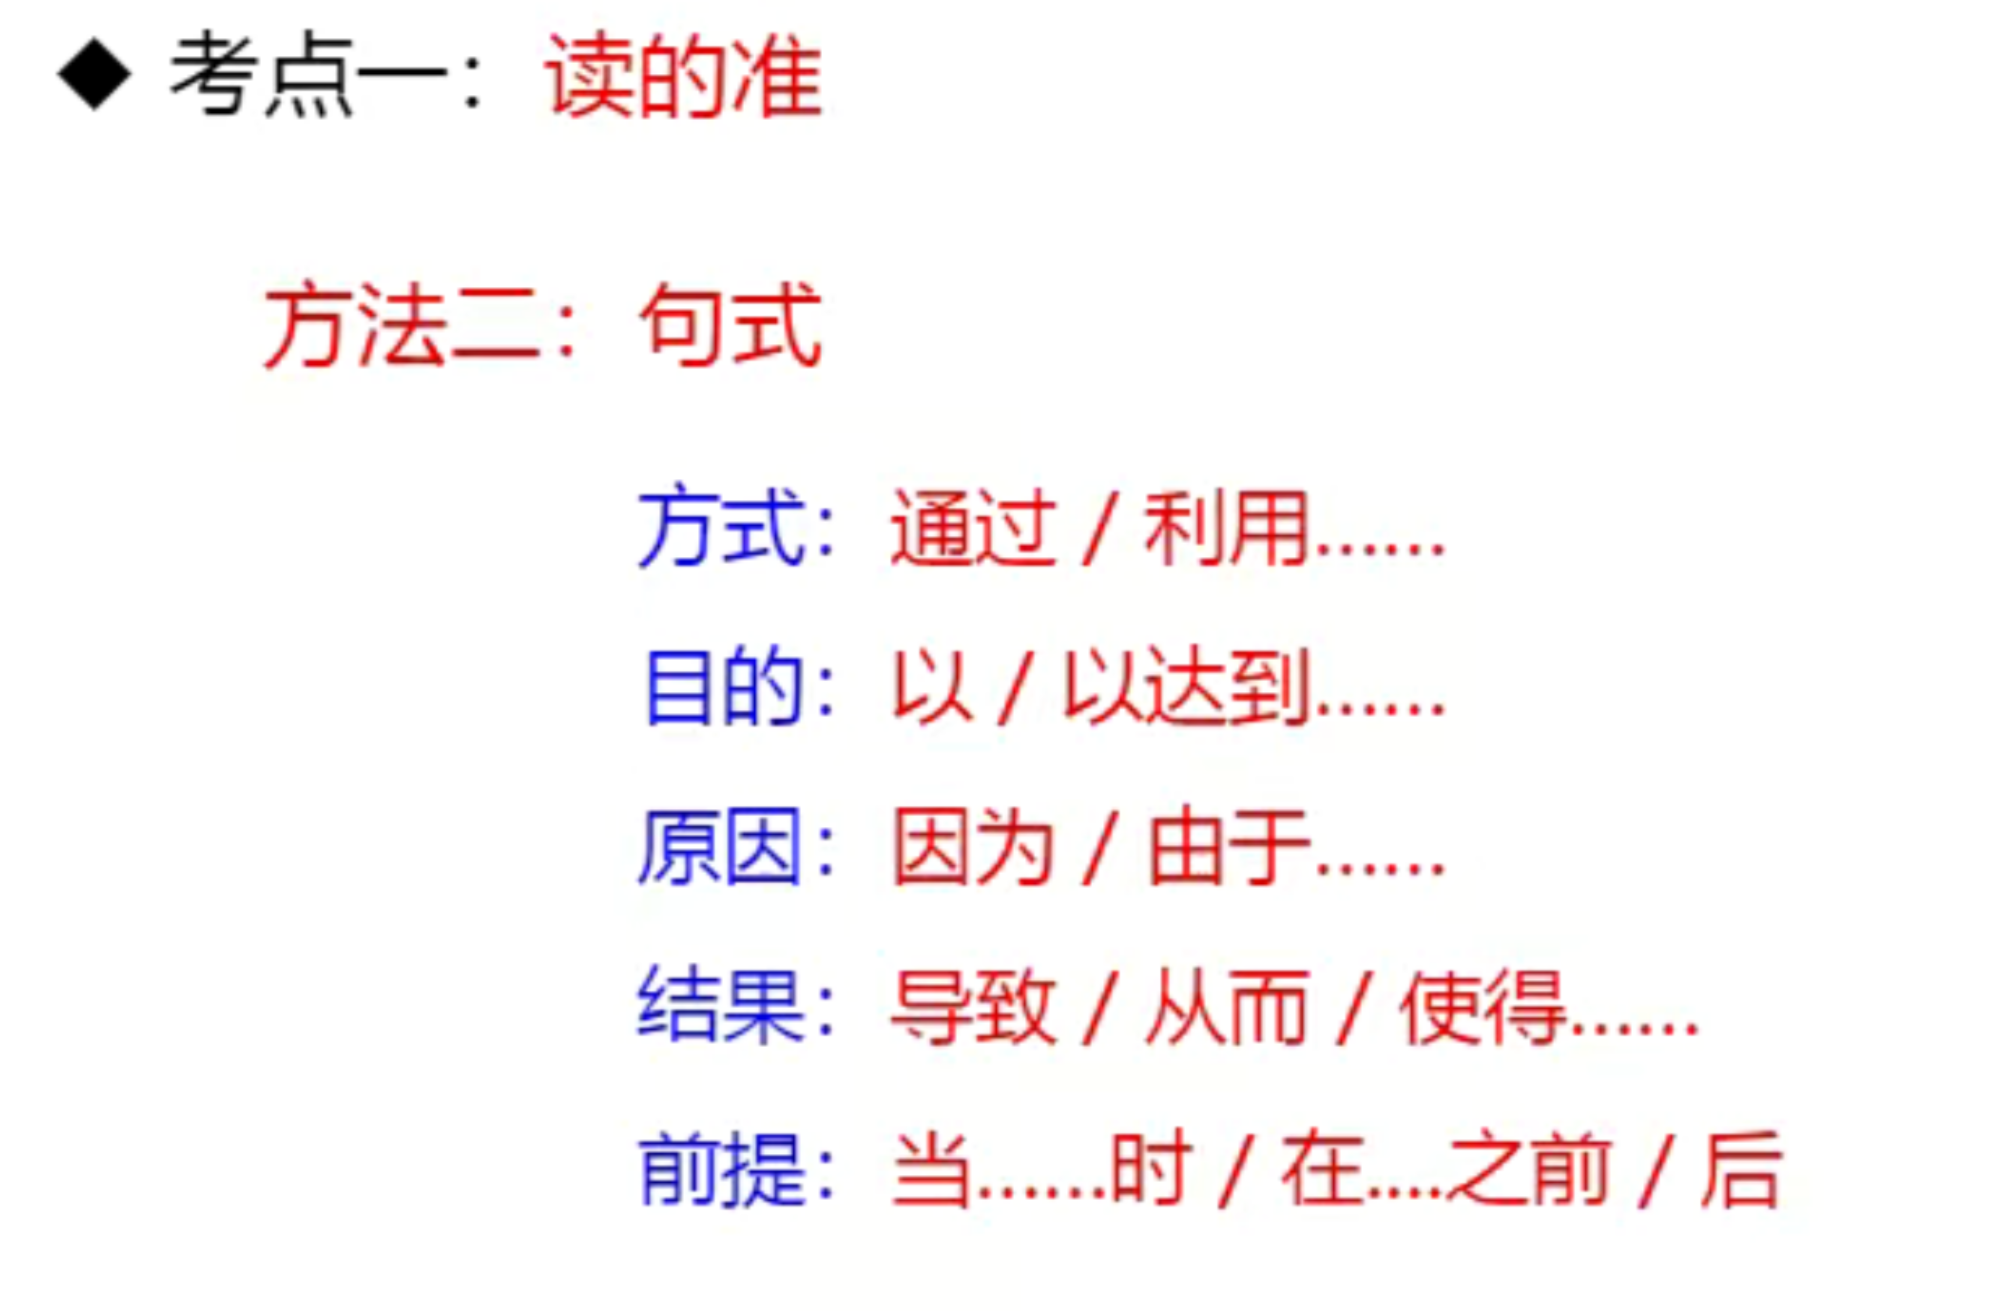 ◆ 考点一：读的准
方法二：句式
方式：通过 / 利用……
目的：以 / 以达到……
原因：因为 / 由于……
结果：导致 / 从而 / 使得……
前提：当……时 / 在....之前 / 后